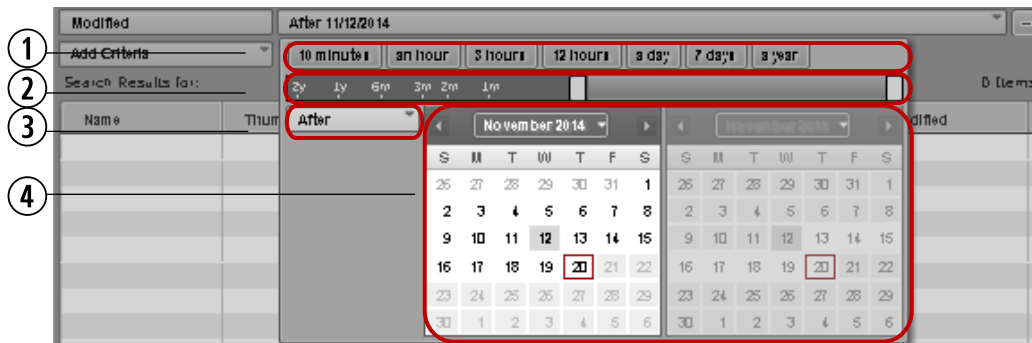 Modified After 11/12/2014
1 Add Criteria 10 minutes an hour 3 hours 12 hours a day 7 days a year
2 Search Results for: 2y 1y 6m 3m 2m 1m 0 Items
3 Name Thum After November 2014 November 2014 dified
S M T W T F S S M T W T F S
4 26 27 28 29 30 31 1 26 27 28 29 30 31 1
2 3 4 5 6 7 8 2 3 4 5 6 7 8
9 10 11 12 13 14 15 9 10 11 12 13 14 15
16 17 18 19 20 21 22 16 17 18 19 20 21 22
23 24 25 26 27 28 29 23 24 25 26 27 28 29
30 1 2 3 4 5 6 30 1 2 3 4 5 6